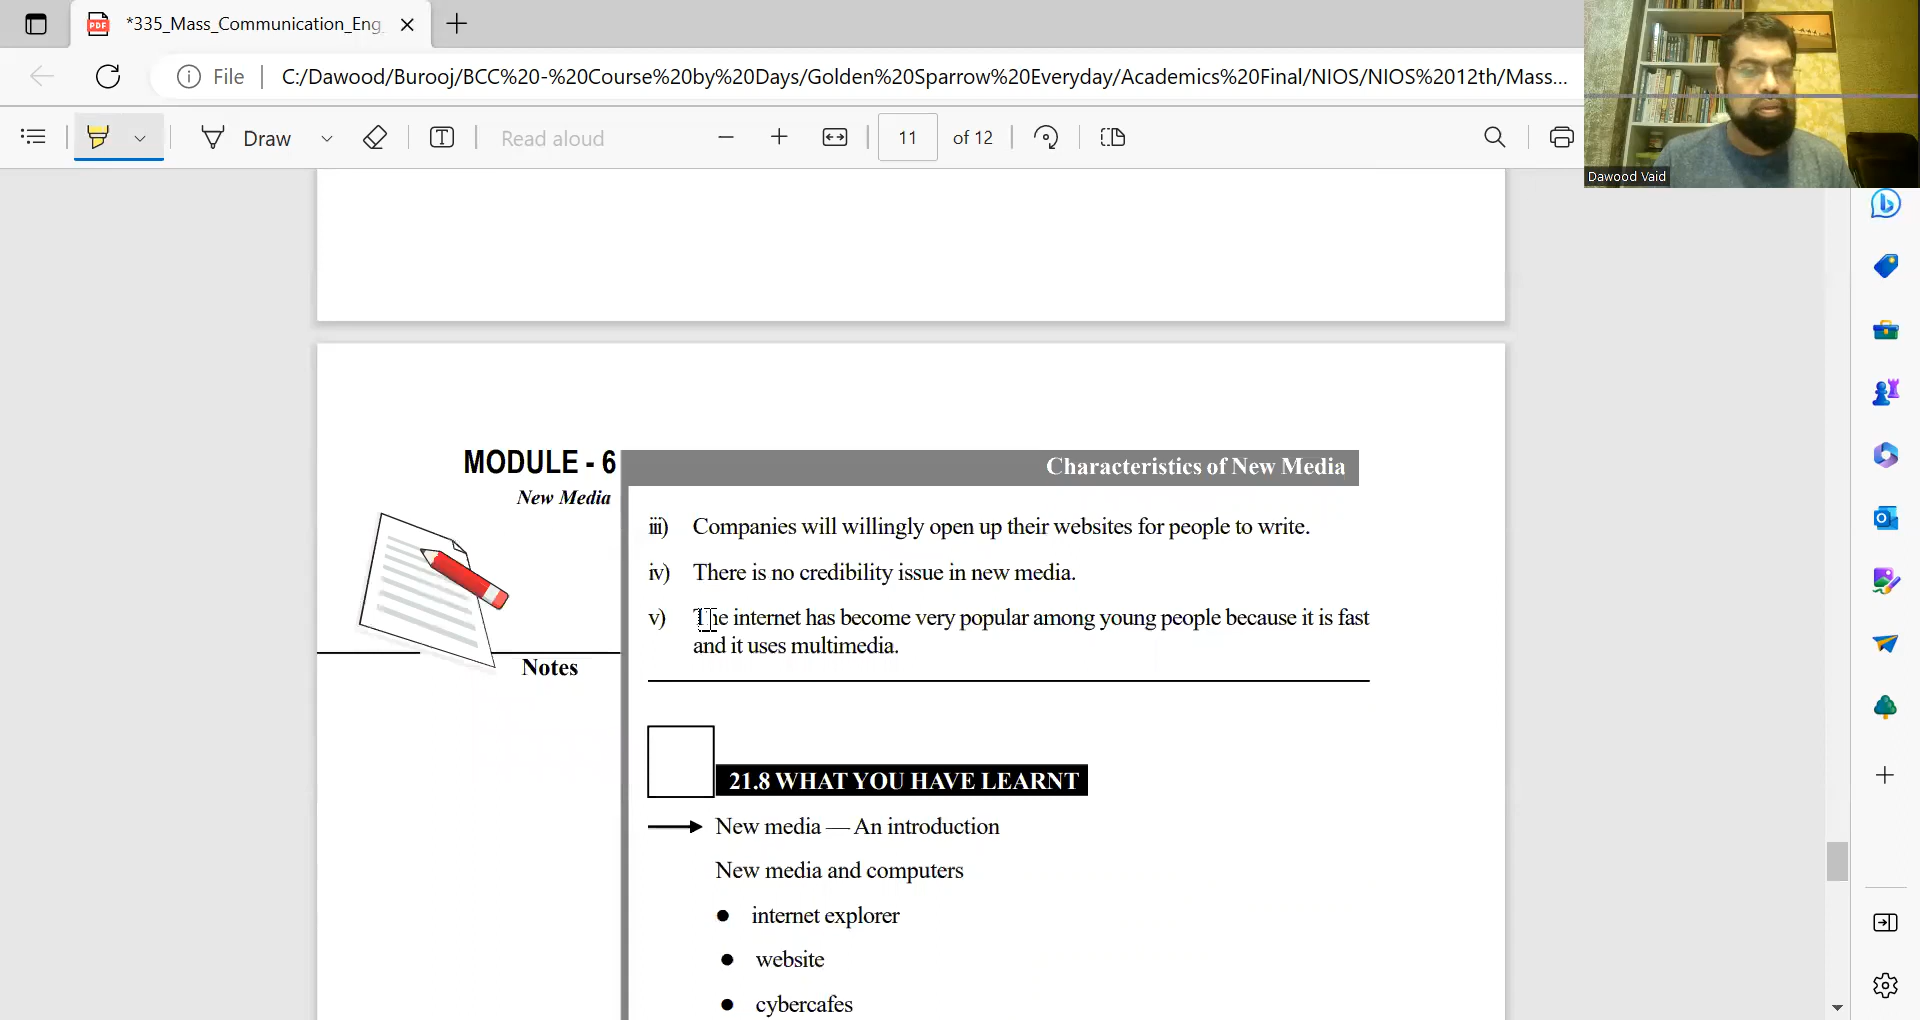 *335_Mass_Communication_Eng
File
C:/Dawood/Burooj/BCC%20-%20Course%20by%20Days/Golden%20Sparrow%20Everyday/Academics%20Final/NIOS/NIOS%2012th/Mass...
Draw
Read aloud
11
of 12
Dawood Vaid
MODULE - 6
New Media
Characteristics of New Media
iii) Companies will willingly open up their websites for people to write.
iv) There is no credibility issue in new media.
v) The internet has become very popular among young people because it is fast
and it uses multimedia.
Notes
21.8 WHAT YOU HAVE LEARNT
New media — An introduction
New media and computers
● internet explorer
● website
● cybercafes